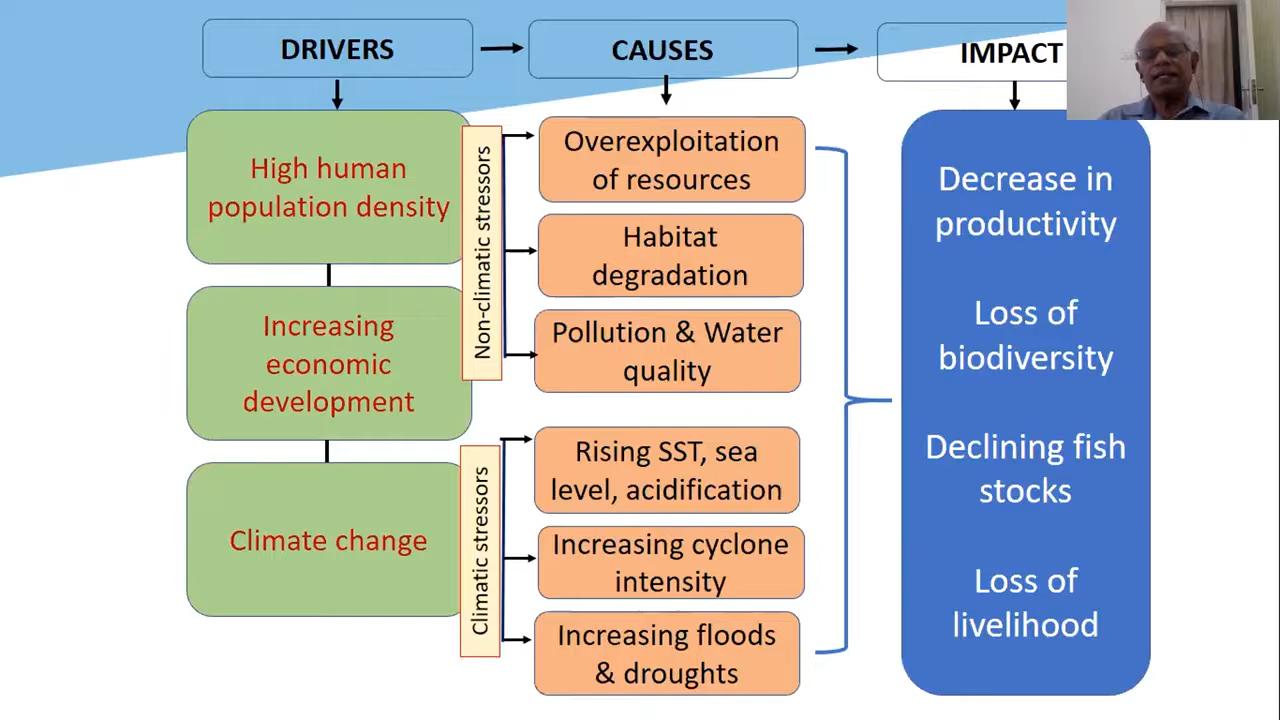 DRIVERS
CAUSES
IMPACT
High human
population density
Increasing
economic
development
Climate change
Non-climatic stressors
Climatic stressors
Overexploitation
of resources
Habitat
degradation
Pollution & Water
quality
Rising SST, sea
level, acidification
Increasing cyclone
intensity
Increasing floods
& droughts
Decrease in
productivity
Loss of
biodiversity
Declining fish
stocks
Loss of
livelihood